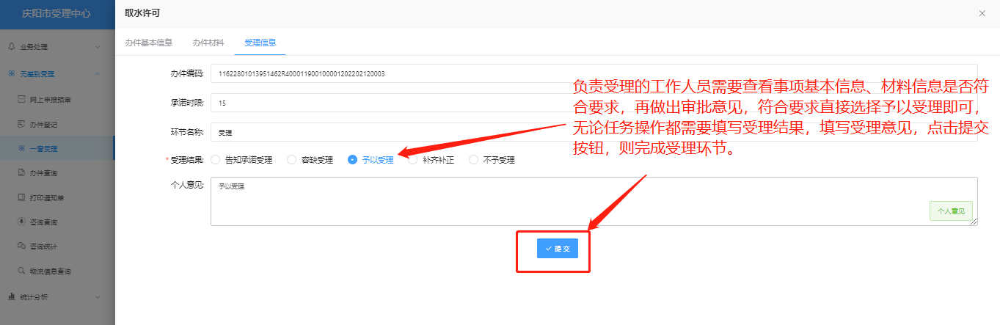 庆阳市受理中心
取水许可
业务处理
无差别受理
网上申报预审
办件登记
一窗受理
办件查询
打印通知单
咨询查询
咨询统计
物流信息查询
统计分析
办件基本信息 办件材料 受理信息
办件编码: 11622801013951462R400011900100001202202120003
承诺时限: 15
环节名称: 受理
*受理结果: 告知承诺受理 容缺受理 予以受理 补齐补正 不予受理
个人意见: 予以受理
个人意见
提交
负责受理的工作人员需要查看事项基本信息、材料信息是否符
合要求，再做出审批意见，符合要求直接选择予以受理即可，
无论任务操作都需要填写受理结果，填写受理意见，点击提交
按钮，则完成受理环节。